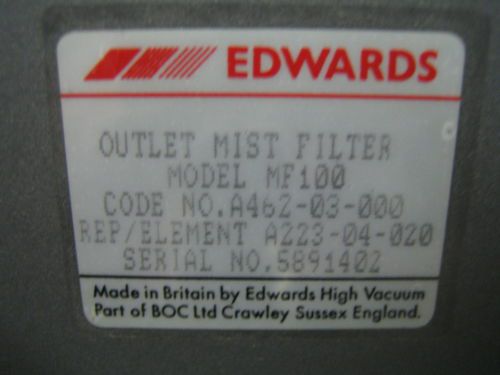 EDWARDS
OUTLET MIST FILTER
MODEL MF100
CODE NO.A462-03-000
REP/ELEMENT A223-04-020
SERIAL NO.5891402
Made in Britain by Edwards High Vacuum
Part of BOC Ltd Crawley Sussex England.